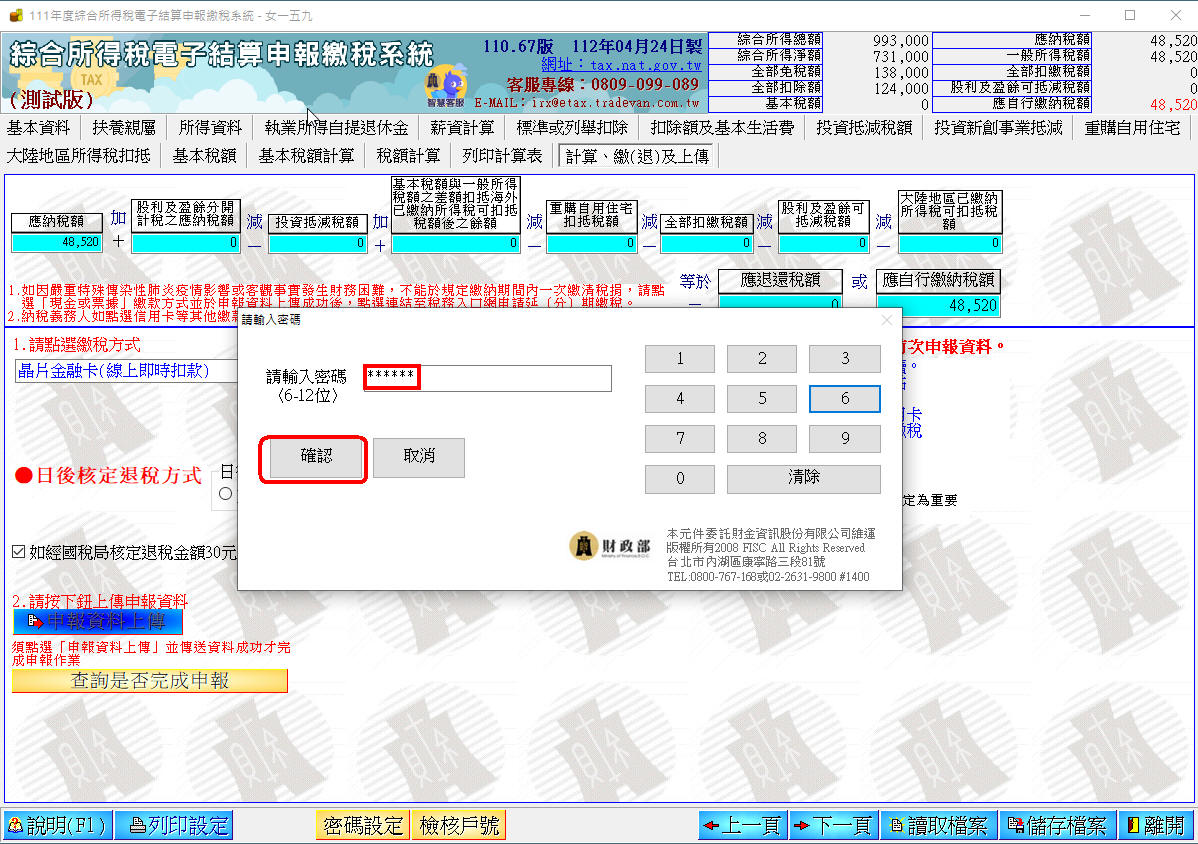 111年度綜合所得稅電子結算申報繳稅系統 - 女一五九
綜合所得稅電子結算申報繳稅系統
TAX
(測試版)
智慧客服
110.67版 112年04月24日製
網址：tax.nat.gov.tw
客服專線：0809-099-089
E-MAIL：irx@etax.tradevan.com.tw
綜合所得總額 993,000 應納稅額 48,520
綜合所得淨額 731,000 一般所得稅額 48,520
全部免稅額 138,000 全部扣繳稅額 0
全部扣除額 124,000 股利及盈餘可抵減稅額 0
基本稅額 0 應自行繳納稅額 48,520
基本資料 扶養親屬 所得資料 執業所得自提退休金 薪資計算 標準或列舉扣除 扣除額及基本生活費 投資抵減稅額 投資新創事業抵減 重購自用住宅
大陸地區所得稅扣抵 基本稅額 基本稅額計算 稅額計算 列印計算表 計算、繳(退)及上傳
應納稅額
48,520
加
＋
股利及盈餘分開
計稅之應納稅額
0
減
－
投資抵減稅額
0
加
＋
基本稅額與一般所得
稅額之差額扣抵海外
已繳納所得稅可扣抵
稅額後之餘額
0
減
－
重購自用住宅
扣抵稅額
0
減
－
全部扣繳稅額
0
減
－
股利及盈餘可
抵減稅額
0
減
－
大陸地區已繳納
所得稅可扣抵稅
額
0
等於
應退還稅額
0
或
應自行繳納稅額
48,520
1.如因嚴重特殊傳染性肺炎疫情影響或客觀事實發生財務困難，不能於規定繳納期間內一次繳清稅捐，請點
選「現金或票據」繳款方式並於申報資料上傳成功後，點選連結至稅務入口網申請延（分）期繳稅。
2.納稅義務人如點選信用卡等其他繳
1.請點選繳稅方式
晶片金融卡(線上即時扣款)
次申報資料。
卡
繳稅
●日後核定退稅方式
定為重要
如經國稅局核定退稅金額30元
2.請按下鈕上傳申報資料
申報資料上傳
須點選「申報資料上傳」並傳送資料成功才完
成申報作業
查詢是否完成申報
請輸入密碼
請輸入密碼
(6-12位)
******
確認 取消
1 2 3
4 5 6
7 8 9
0 清除
財政部
本元件委託財金資訊股份有限公司維運
版權所有2008 FISC All Rights Reserved
台北市內湖區康寧路三段81號
TEL:0800-767-168或02-2631-9800 #1400
說明(F1) 列印設定 密碼設定 檢核戶號 上一頁 下一頁 讀取檔案 儲存檔案 離開